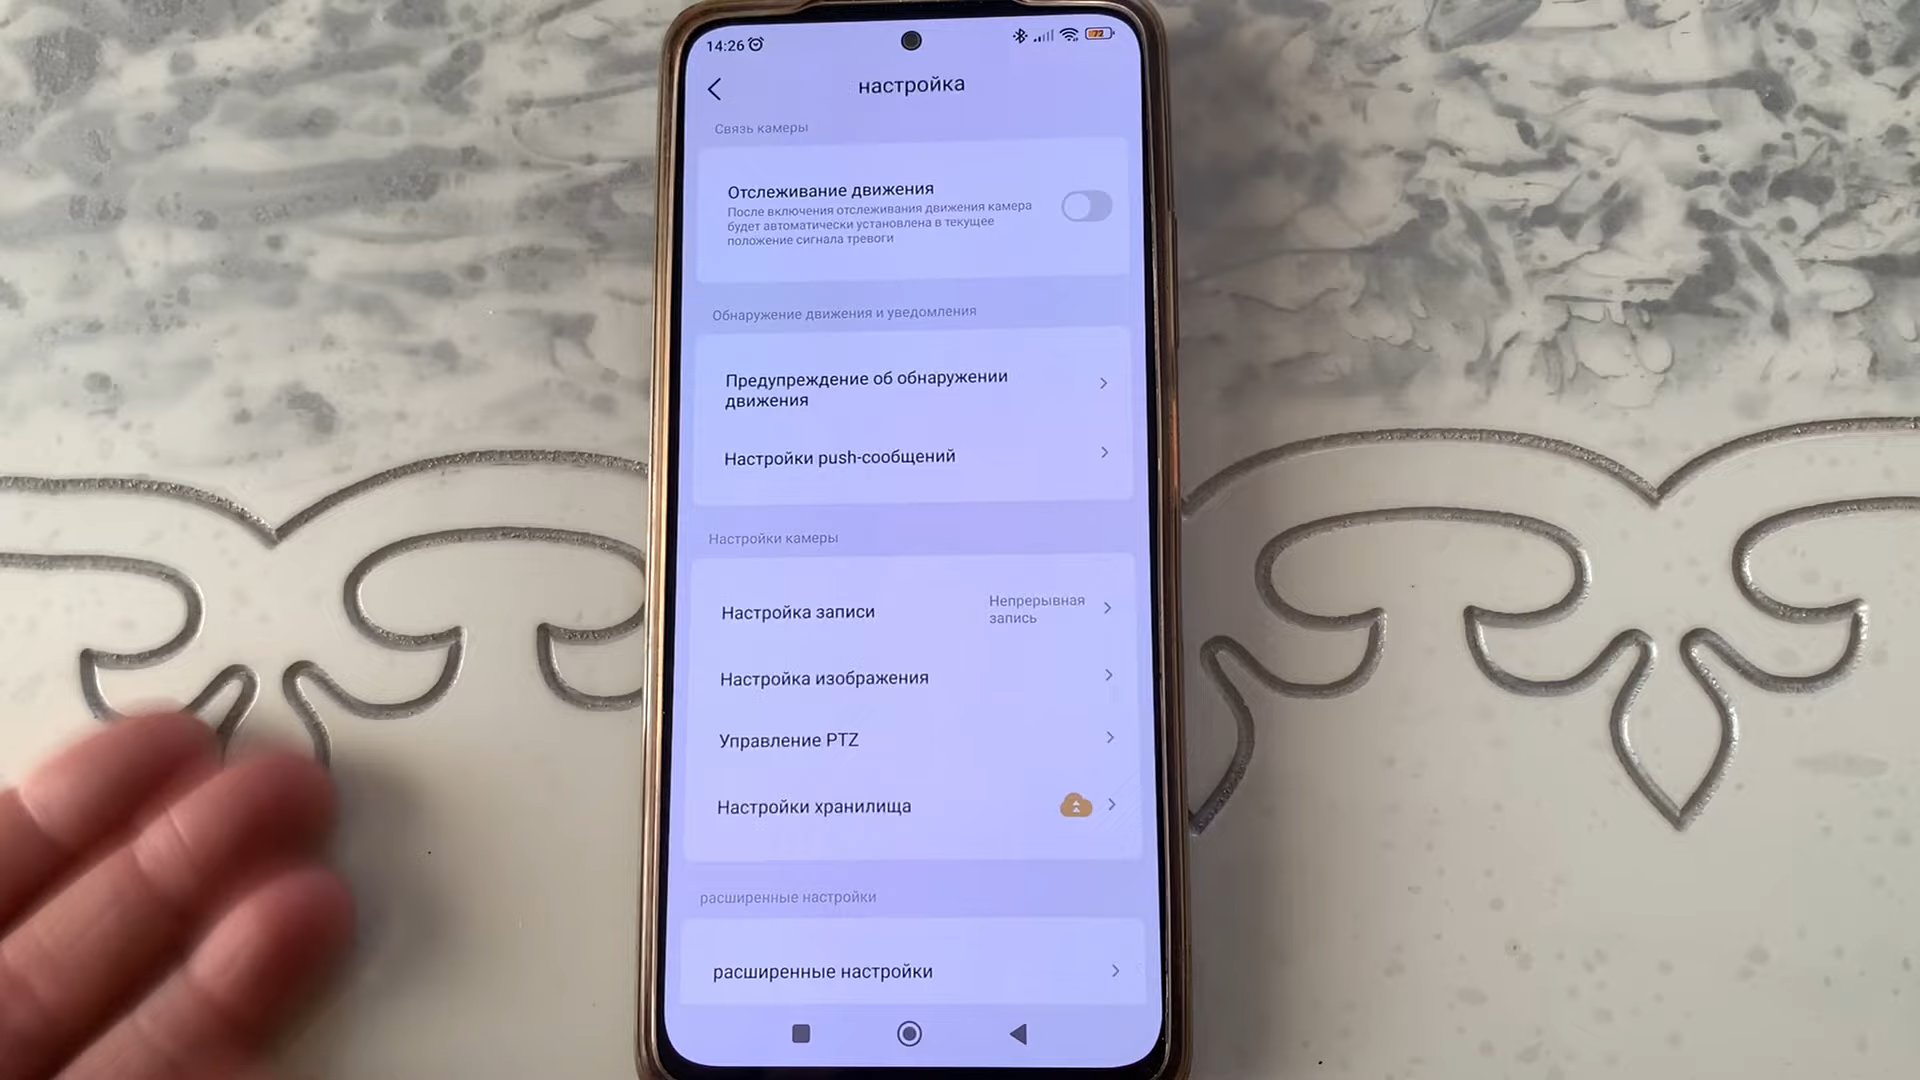 14:26
72
настройка
Связь камеры
Отслеживание движения
После включения отслеживания движения камера
будет автоматически установлена в текущее
положение сигнала тревоги
Обнаружение движения и уведомления
Предупреждение об обнаружении
движения
Настройки push-сообщений
Настройки камеры
Настройка записи
Непрерывная
запись
Настройка изображения
Управление PTZ
Настройки хранилища
расширенные настройки
расширенные настройки